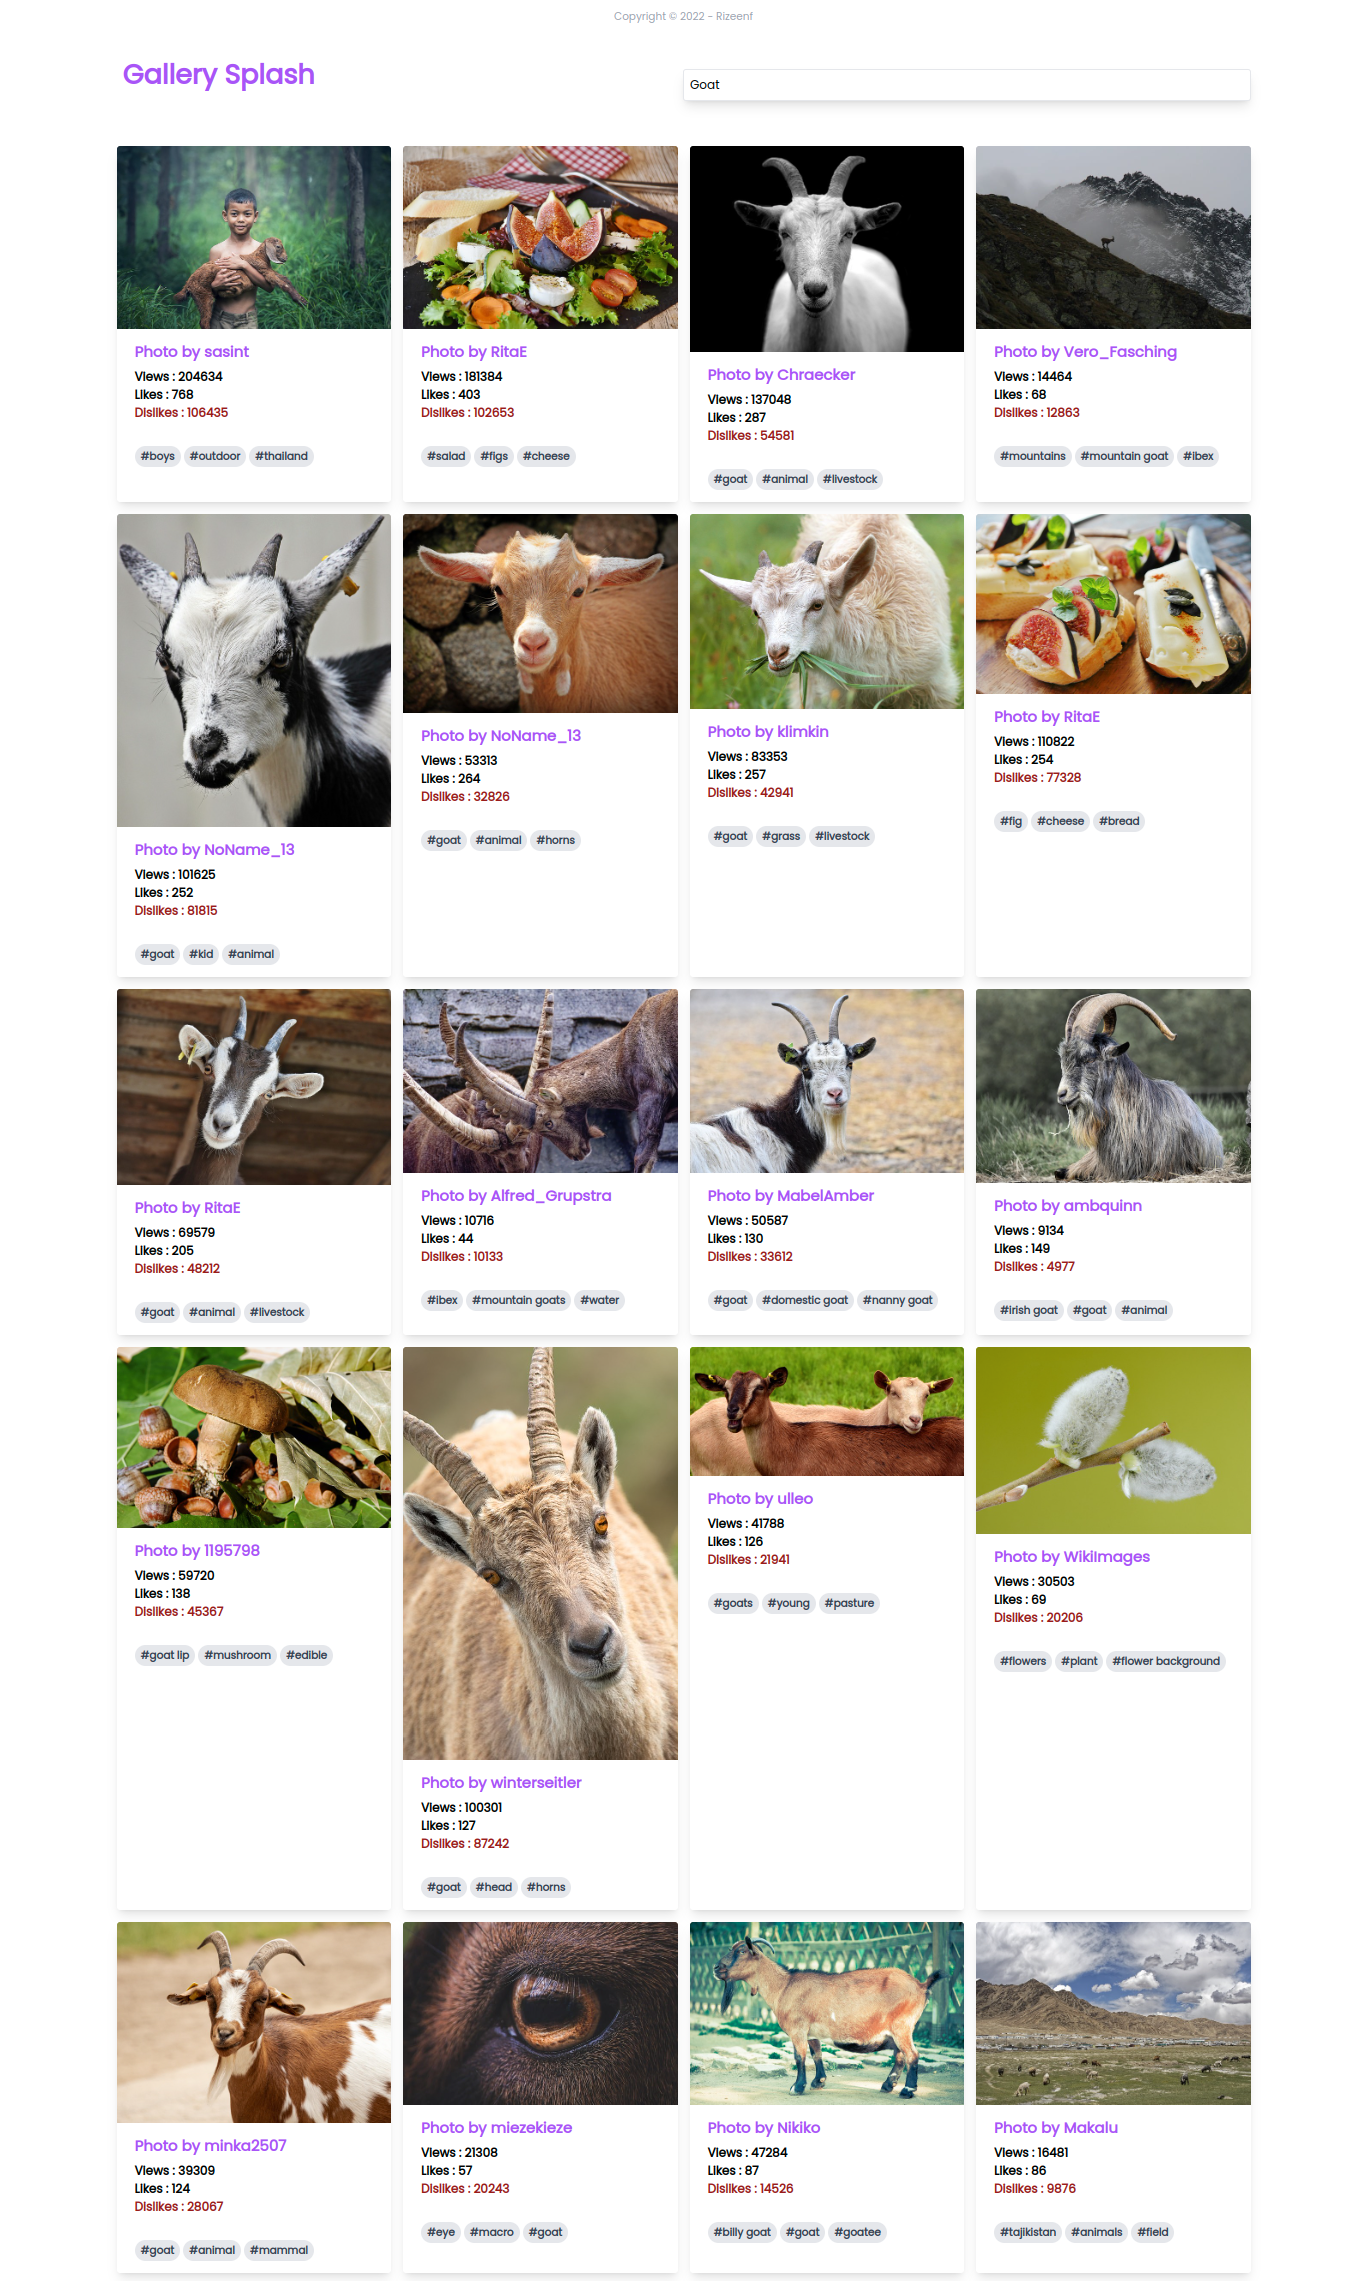 Copyright © 2022 - Rizeenf
Gallery Splash
Goat
Photo by sasint
Views : 204634
Likes : 768
Dislikes : 106435
#boys #outdoor #thailand
Photo by RitaE
Views : 181384
Likes : 403
Dislikes : 102653
#salad #figs #cheese
Photo by Chraecker
Views : 137048
Likes : 287
Dislikes : 54581
#goat #animal #livestock
Photo by Vero_Fasching
Views : 14464
Likes : 68
Dislikes : 12863
#mountains #mountain goat #ibex
Photo by NoName_13
Views : 101625
Likes : 252
Dislikes : 81815
#goat #kid #animal
Photo by NoName_13
Views : 53313
Likes : 264
Dislikes : 32826
#goat #animal #horns
Photo by klimkin
Views : 83353
Likes : 257
Dislikes : 42941
#goat #grass #livestock
Photo by RitaE
Views : 110822
Likes : 254
Dislikes : 77328
#fig #cheese #bread
Photo by RitaE
Views : 69579
Likes : 205
Dislikes : 48212
#goat #animal #livestock
Photo by Alfred_Grupstra
Views : 10716
Likes : 44
Dislikes : 10133
#ibex #mountain goats #water
Photo by MabelAmber
Views : 50587
Likes : 130
Dislikes : 33612
#goat #domestic goat #nanny goat
Photo by ambquinn
Views : 9134
Likes : 149
Dislikes : 4977
#irish goat #goat #animal
Photo by 1195798
Views : 59720
Likes : 138
Dislikes : 45367
#goat lip #mushroom #edible
Photo by winterseitler
Views : 100301
Likes : 127
Dislikes : 87242
#goat #head #horns
Photo by ulleo
Views : 41788
Likes : 126
Dislikes : 21941
#goats #young #pasture
Photo by WikiImages
Views : 30503
Likes : 69
Dislikes : 20206
#flowers #plant #flower background
Photo by minka2507
Views : 39309
Likes : 124
Dislikes : 28067
#goat #animal #mammal
Photo by miezekieze
Views : 21308
Likes : 57
Dislikes : 20243
#eye #macro #goat
Photo by Nikiko
Views : 47284
Likes : 87
Dislikes : 14526
#billy goat #goat #goatee
Photo by Makalu
Views : 16481
Likes : 86
Dislikes : 9876
#tajikistan #animals #field